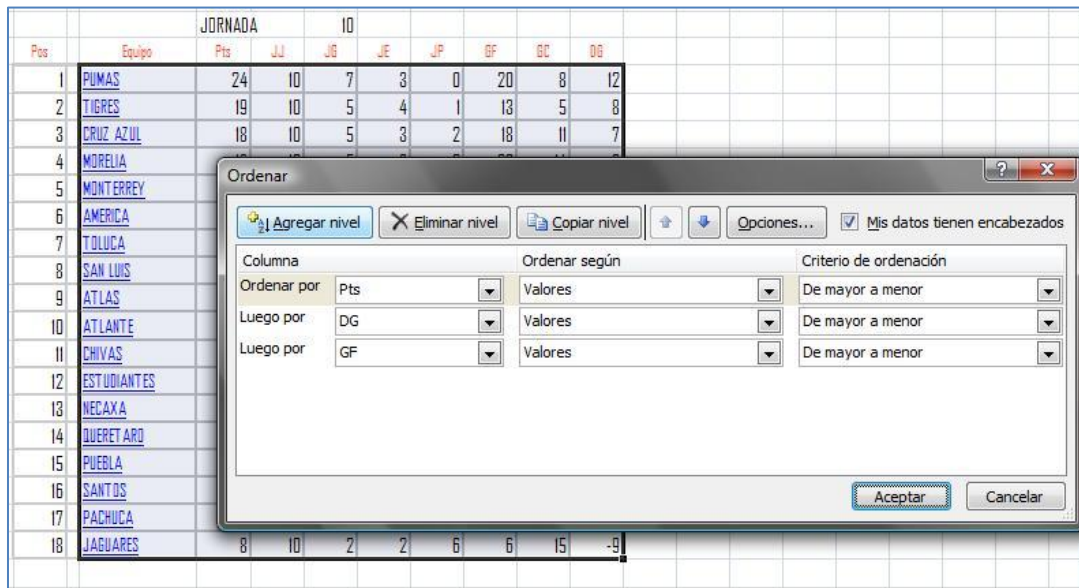 JORNADA 10
Pos Equipo Pts JJ JG JE JP GF GC DG
1 PUMAS 24 10 7 3 0 20 8 12
2 TIGRES 19 10 5 4 1 13 5 8
3 CRUZ AZUL 18 10 5 3 2 18 11 7
4 MORELIA
5 MONTERREY
6 AMERICA
7 TOLUCA
8 SAN LUIS
9 ATLAS
10 ATLANTE
11 CHIVAS
12 ESTUDIANTES
13 NECAXA
14 QUERETARO
15 PUEBLA
16 SANTOS
17 PACHUCA
18 JAGUARES 8 10 2 2 6 6 15 -9
Ordenar
Agregar nivel Eliminar nivel Copiar nivel Opciones... Mis datos tienen encabezados
Columna Ordenar según Criterio de ordenación
Ordenar por Pts Valores De mayor a menor
Luego por DG Valores De mayor a menor
Luego por GF Valores De mayor a menor
Aceptar Cancelar